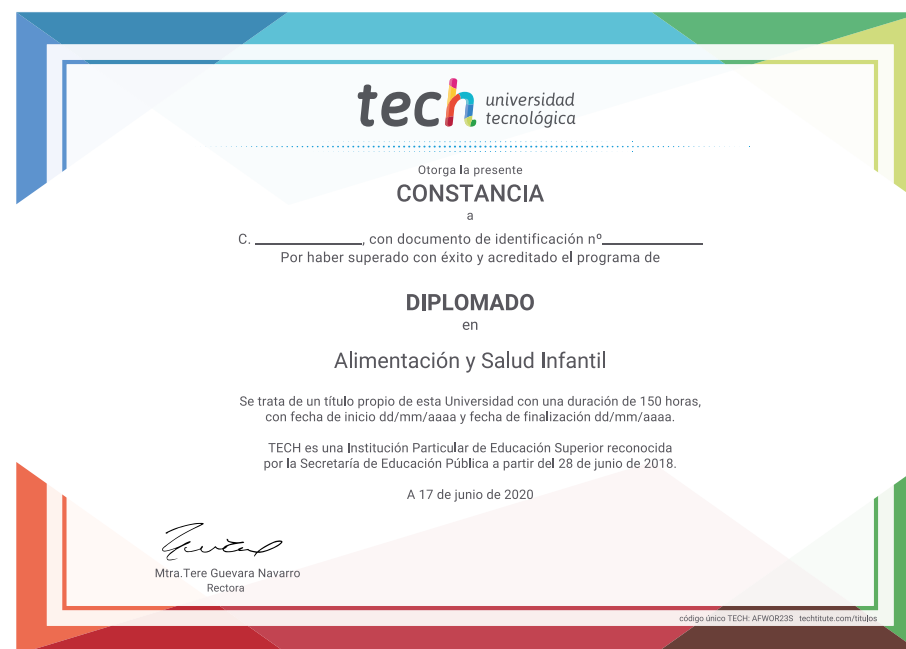 tech universidad
tecnológica
Otorga la presente
CONSTANCIA
a
C. ______________, con documento de identificación nº_____________
Por haber superado con éxito y acreditado el programa de
DIPLOMADO
en
Alimentación y Salud Infantil
Se trata de un título propio de esta Universidad con una duración de 150 horas,
con fecha de inicio dd/mm/aaaa y fecha de finalización dd/mm/aaaa.
TECH es una Institución Particular de Educación Superior reconocida
por la Secretaría de Educación Pública a partir del 28 de junio de 2018.
A 17 de junio de 2020
Mtra.Tere Guevara Navarro
Rectora
código único TECH: AFWOR23S techtitute.com/titulos